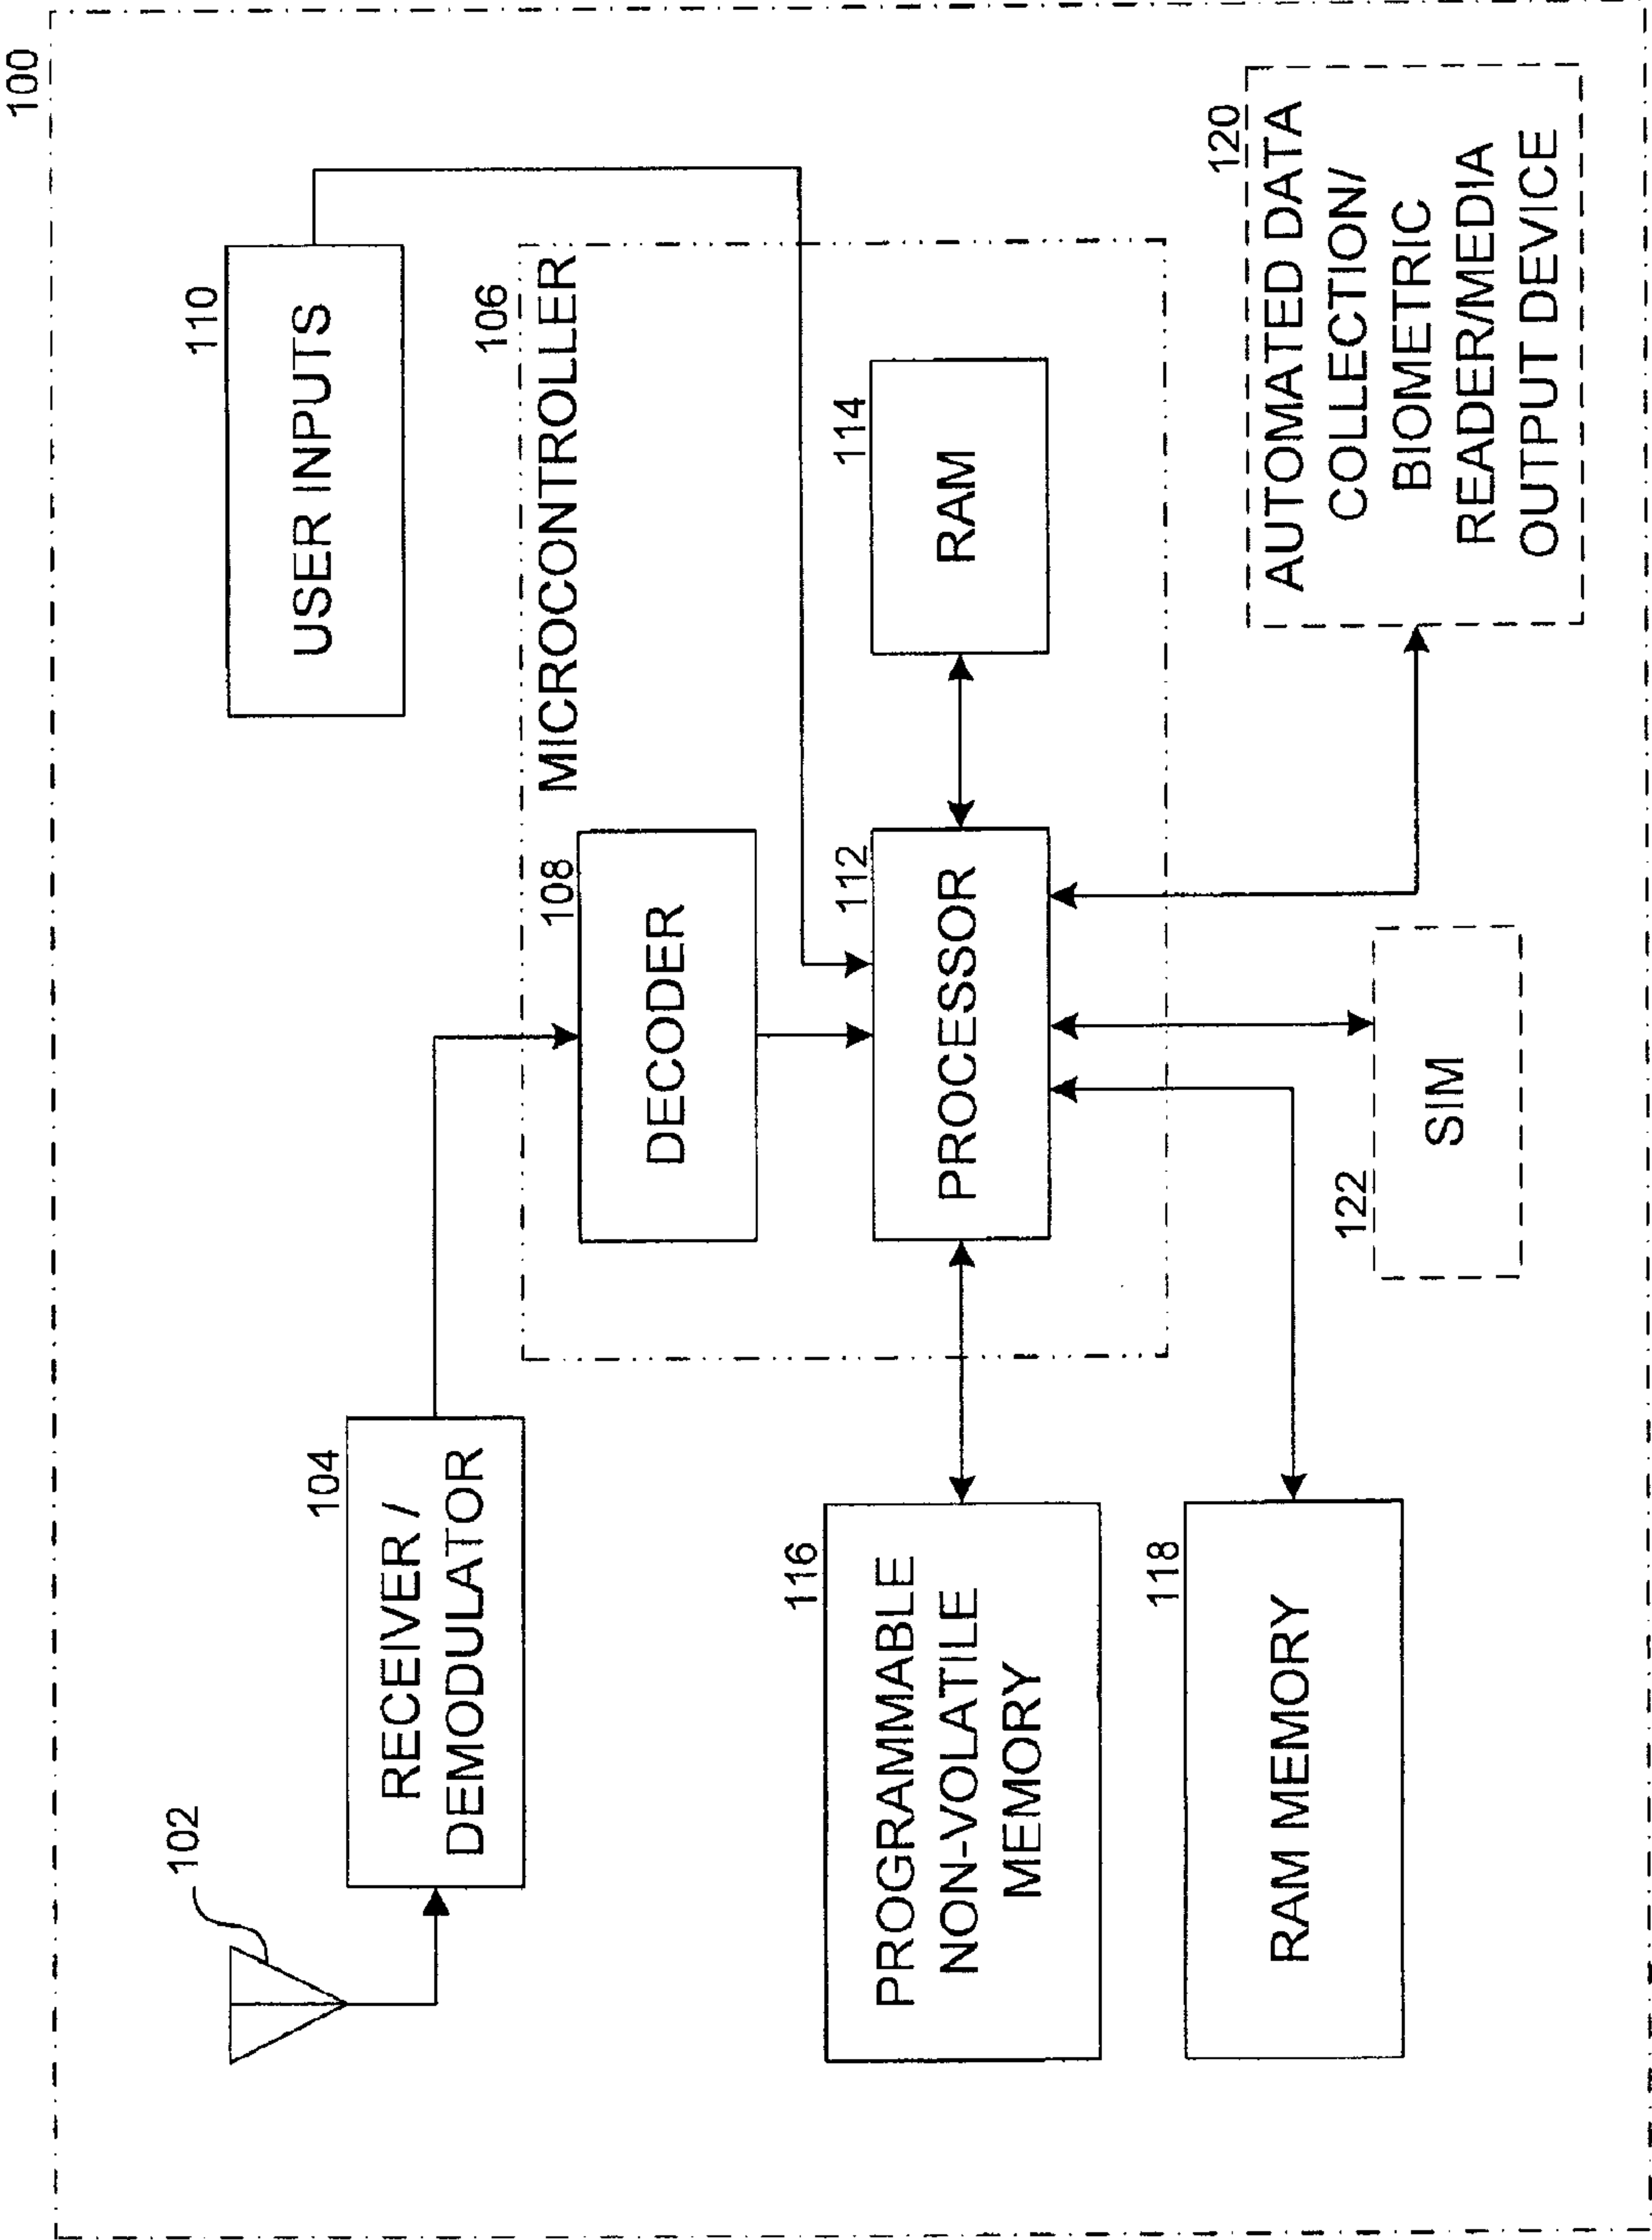 100
102
104
RECEIVER /
DEMODULATOR
110
USER INPUTS
106
MICROCONTROLLER
108
DECODER
112
PROCESSOR
114
RAM
116
PROGRAMMABLE
NON-VOLATILE
MEMORY
118
RAM MEMORY
122
SIM
120
AUTOMATED DATA
COLLECTION/
BIOMETRIC
READER/MEDIA
OUTPUT DEVICE